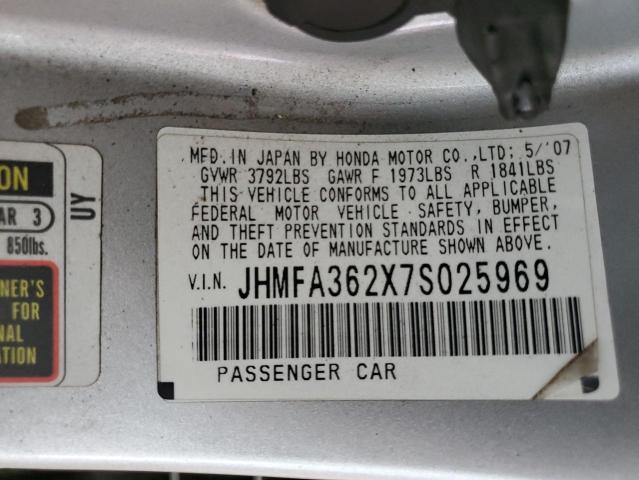 MFD. IN JAPAN BY HONDA MOTOR CO.,LTD; 5/'07
GVWR 3792LBS GAWR F 1973LBS R 1841LBS
THIS VEHICLE CONFORMS TO ALL APPLICABLE
FEDERAL MOTOR VEHICLE SAFETY, BUMPER,
AND THEFT PREVENTION STANDARDS IN EFFECT
ON THE DATE OF MANUFACTURE SHOWN ABOVE.
V.I.N. JHMFA362X7S025969
PASSENGER CAR
ON
AR 3
850lbs.
UY
NER'S
FOR
NAL
ATION